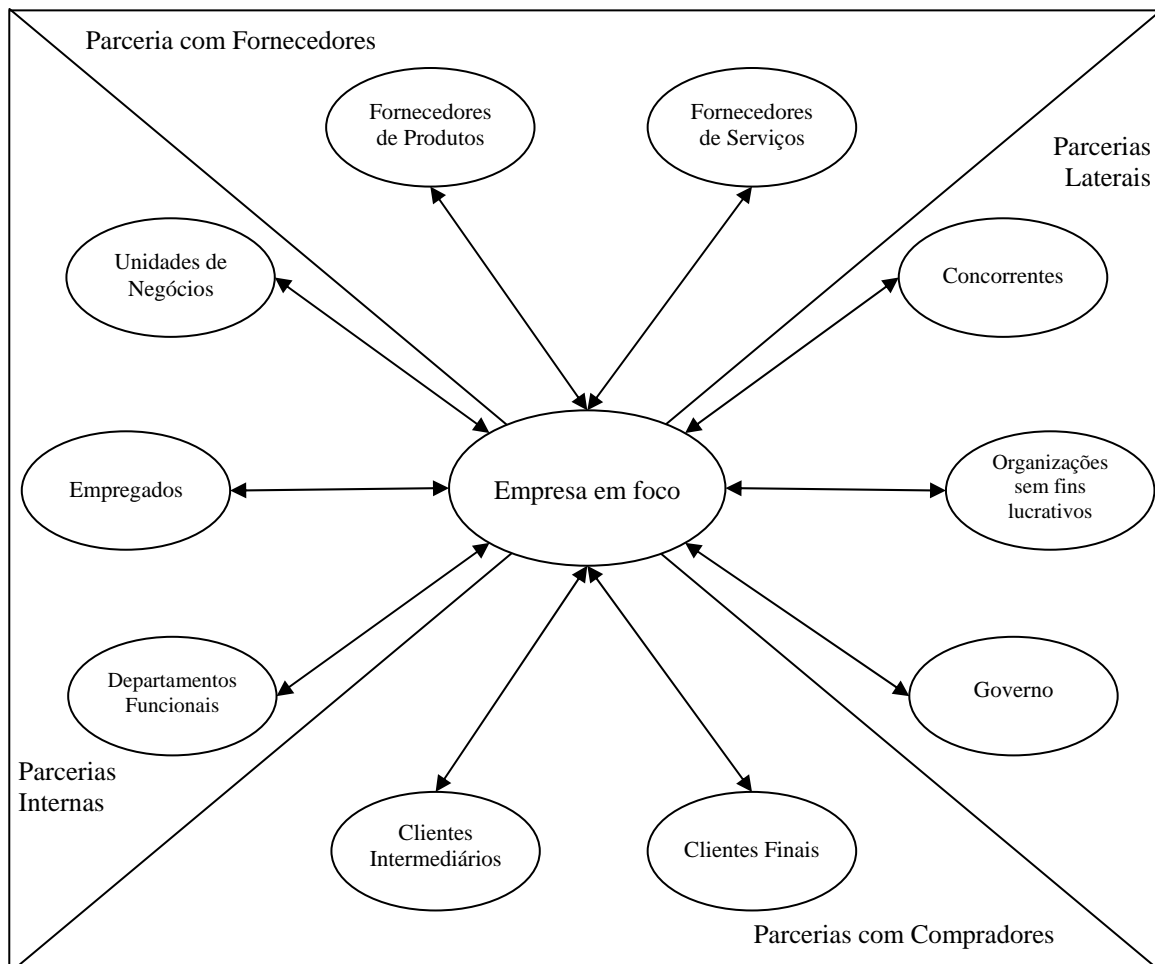 Parceria com Fornecedores
Fornecedores
de Produtos
Fornecedores
de Serviços
Parcerias
Laterais
Unidades de
Negócios
Concorrentes
Empregados
Empresa em foco
Organizações
sem fins
lucrativos
Departamentos
Funcionais
Governo
Parcerias
Internas
Clientes
Intermediários
Clientes Finais
Parcerias com Compradores